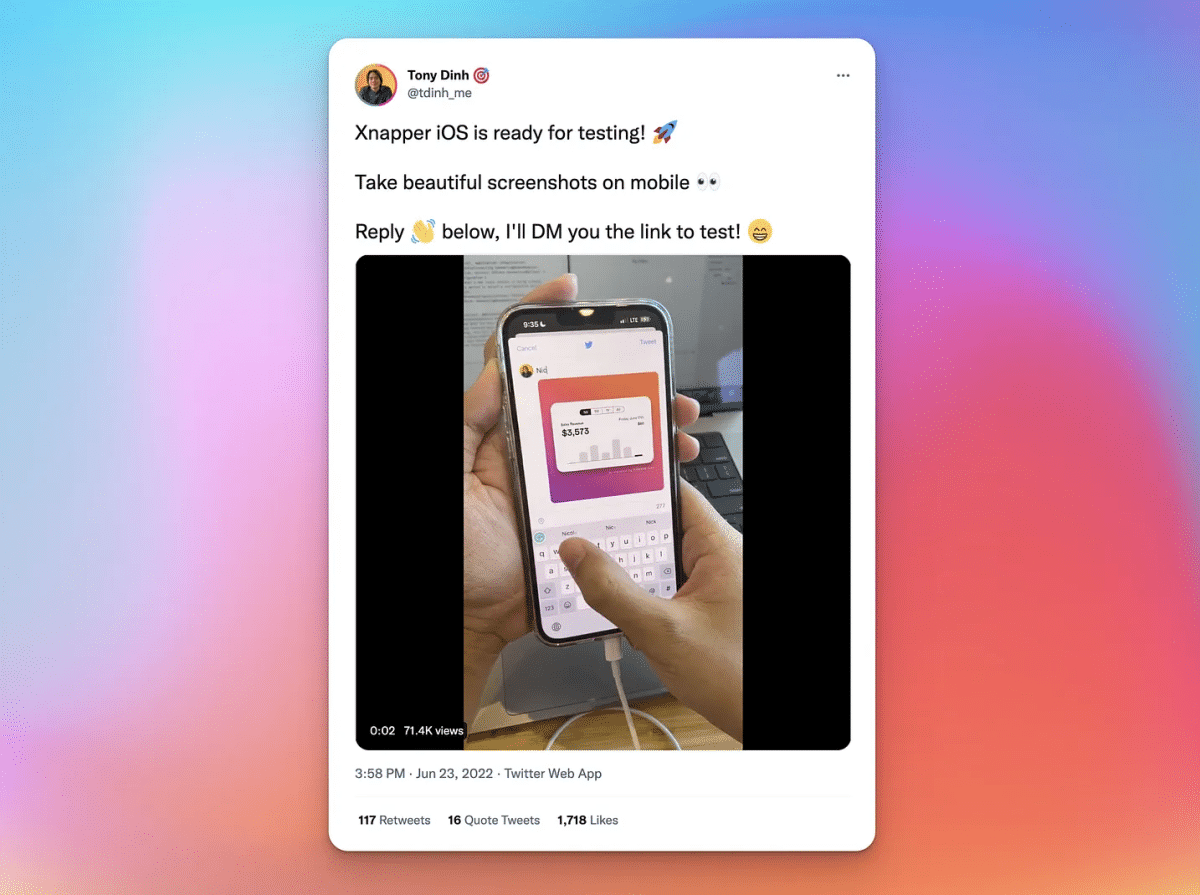 Tony Dinh 🎯
@tdinh_me
Xnapper iOS is ready for testing! 🚀
Take beautiful screenshots on mobile 👀
Reply 👋 below, I'll DM you the link to test! 😄
9:35
LTE
Cancel
Tweet
Nic
$3,573
277
Nic
Nick
y u i o p
q
h j k l
a
z
n m
123
#
0:02 71.4K views
3:58 PM · Jun 23, 2022 · Twitter Web App
117 Retweets 16 Quote Tweets 1,718 Likes